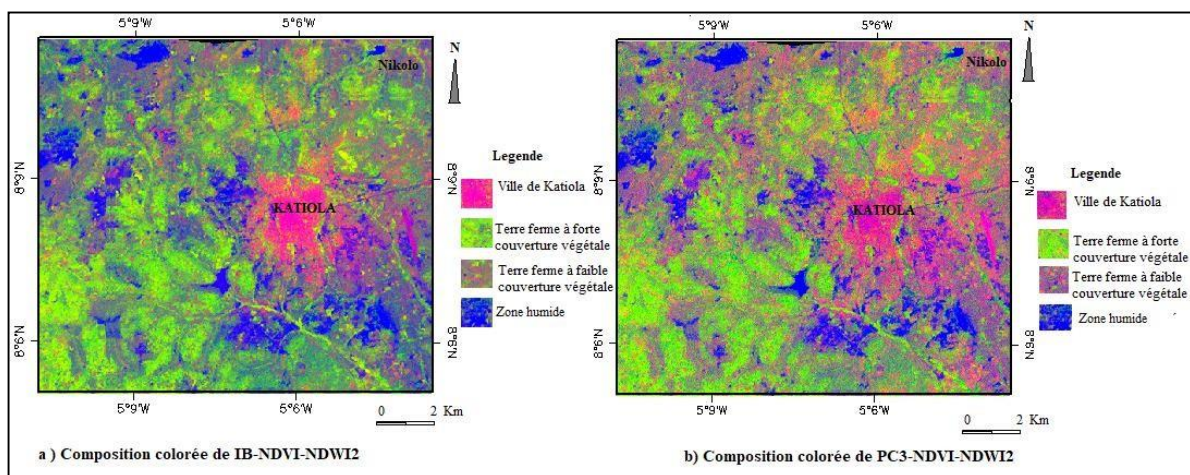 5°9'W
5°6'W
Nikolo
N
8°9'N
8°9'N
KATIOLA
8°6'N
8°6'N
5°9'W
5°6'W
Legende
Ville de Katiola
Terre ferme à forte
couverture végétale
Terre ferme à faible
couverture végétale
Zone humide
0 2 Km
a ) Composition colorée de IB-NDVI-NDWI2
5°9'W
5°6'W
Nikolo
N
8°9'N
8°9'N
KATIOLA
8°6'N
8°6'N
5°9'W
5°6'W
Legende
Ville de Katiola
Terre ferme à forte
couverture végétale
Terre ferme à faible
couverture végétale
Zone humide
0 2 Km
b) Composition colorée de PC3-NDVI-NDWI2